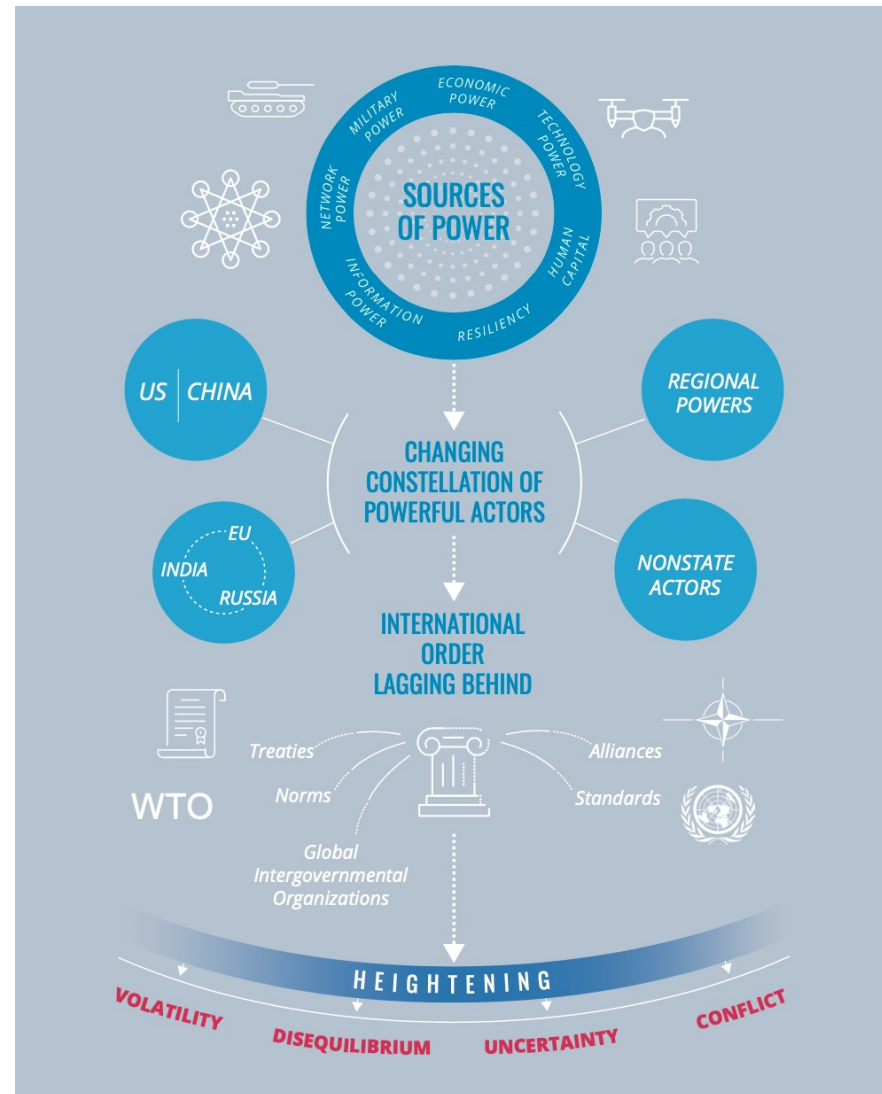 ECONOMIC
POWER
TECHNOLOGY
POWER
HUMAN
CAPITAL
RESILIENCY
INFORMATION
POWER
NETWORK
POWER
MILITARY
POWER
SOURCES
OF POWER
US | CHINA
REGIONAL
POWERS
CHANGING
CONSTELLATION OF
POWERFUL ACTORS
EU
INDIA
RUSSIA
NONSTATE
ACTORS
INTERNATIONAL
ORDER
LAGGING BEHIND
Treaties
Alliances
Norms
Standards
WTO
Global
Intergovernmental
Organizations
HEIGHTENING
VOLATILITY
DISEQUILIBRIUM
UNCERTAINTY
CONFLICT